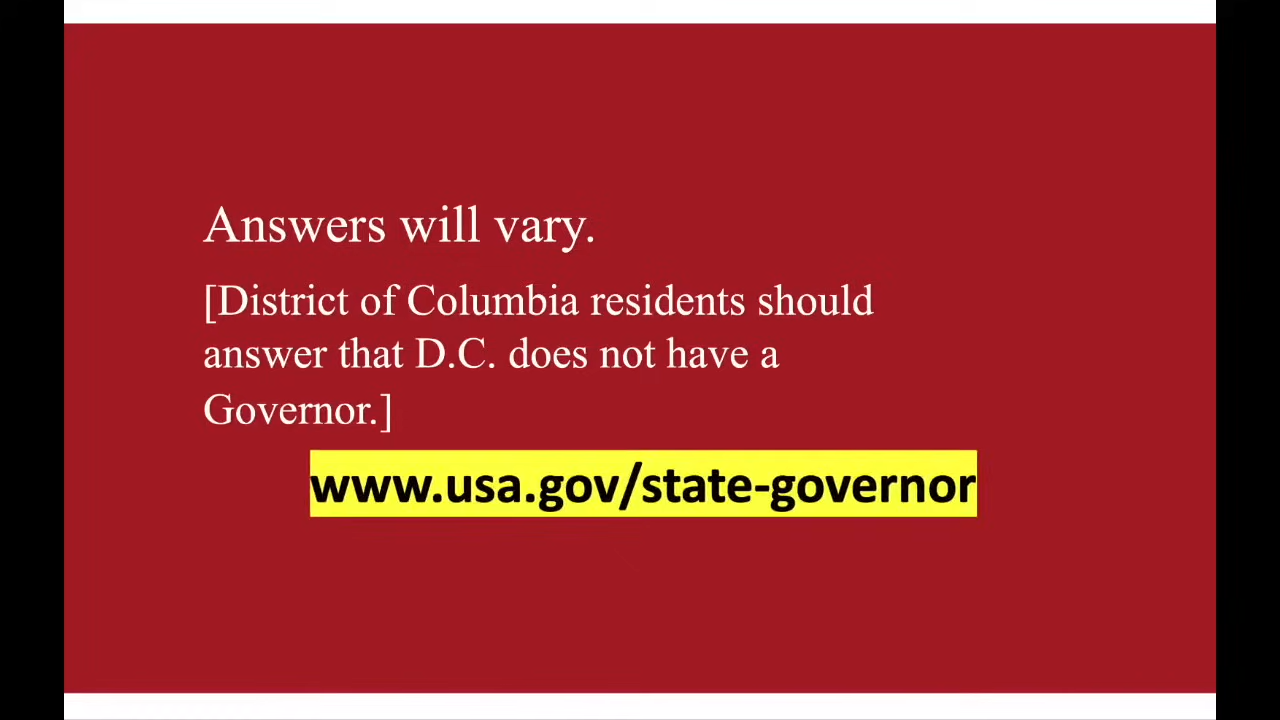 Answers will vary.
[District of Columbia residents should
answer that D.C. does not have a
Governor.]
www.usa.gov/state-governor